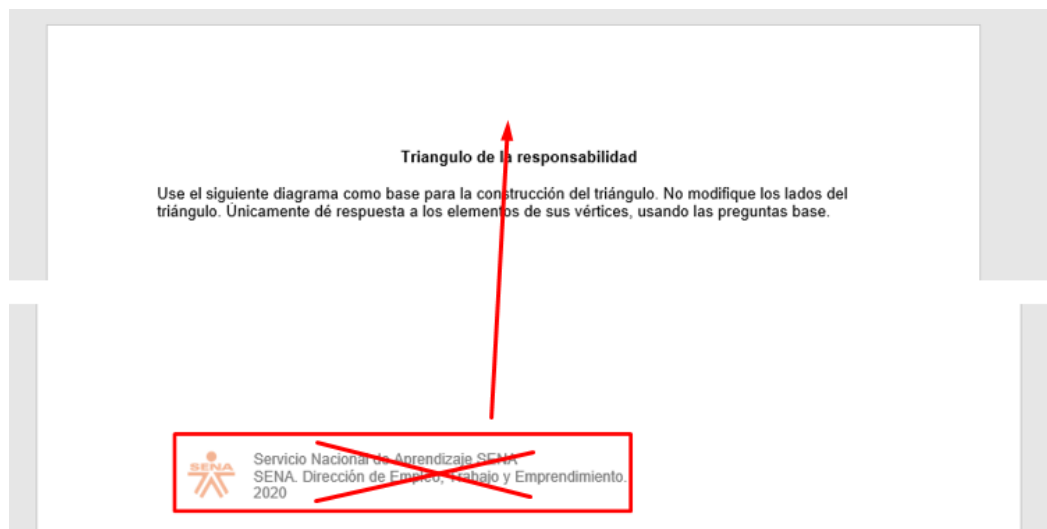 Triangulo de la responsabilidad
Use el siguiente diagrama como base para la construcción del triángulo. No modifique los lados del
triángulo. Únicamente dé respuesta a los elementos de sus vértices, usando las preguntas base.
SENA
Servicio Nacional de Aprendizaje SENA
SENA. Dirección de Empleo, Trabajo y Emprendimiento.
2020